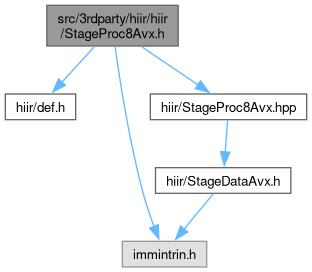 src/3rdparty/hiir/hiir
/StageProc8Avx.h
hiir/def.h
hiir/StageProc8Avx.hpp
hiir/StageDataAvx.h
immintrin.h